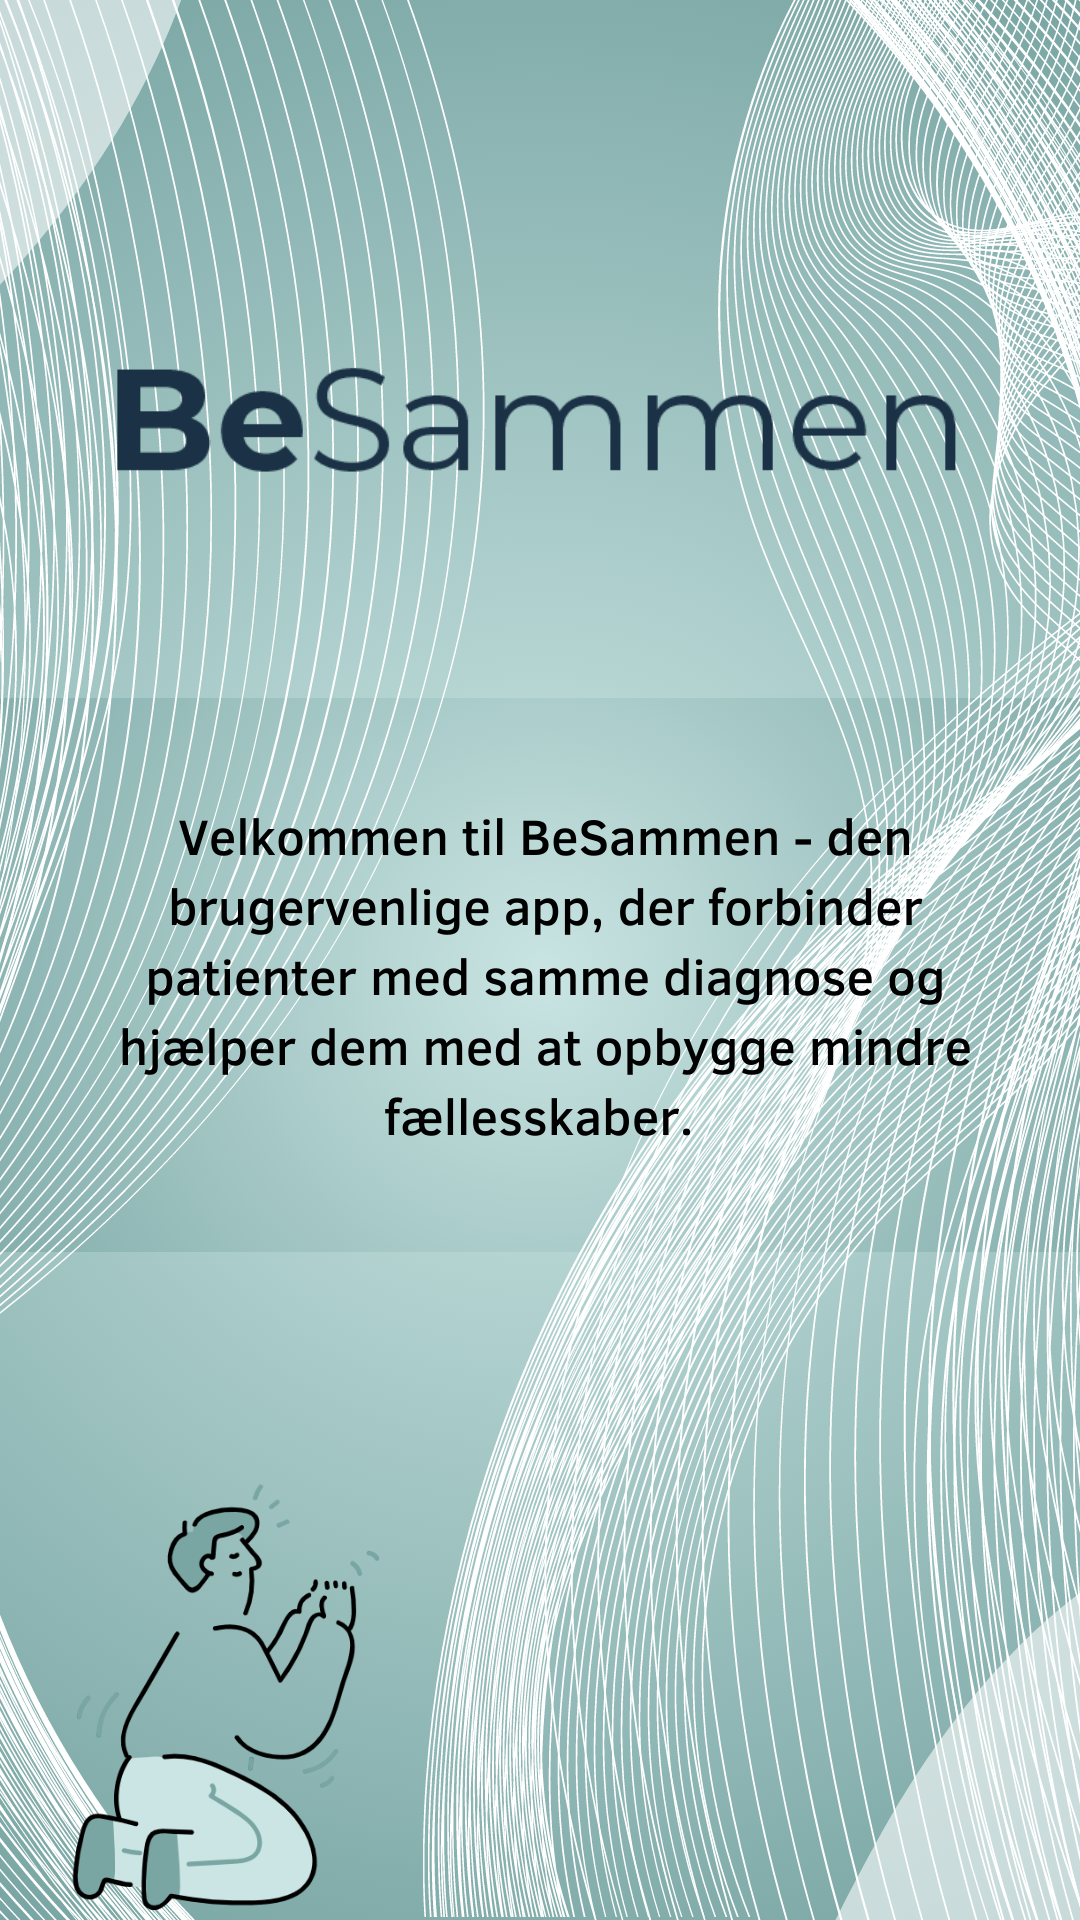 BeSammen
Velkommen til BeSammen - den
brugervenlige app, der forbinder
patienter med samme diagnose og
hjælper dem med at opbygge mindre
fællesskaber.